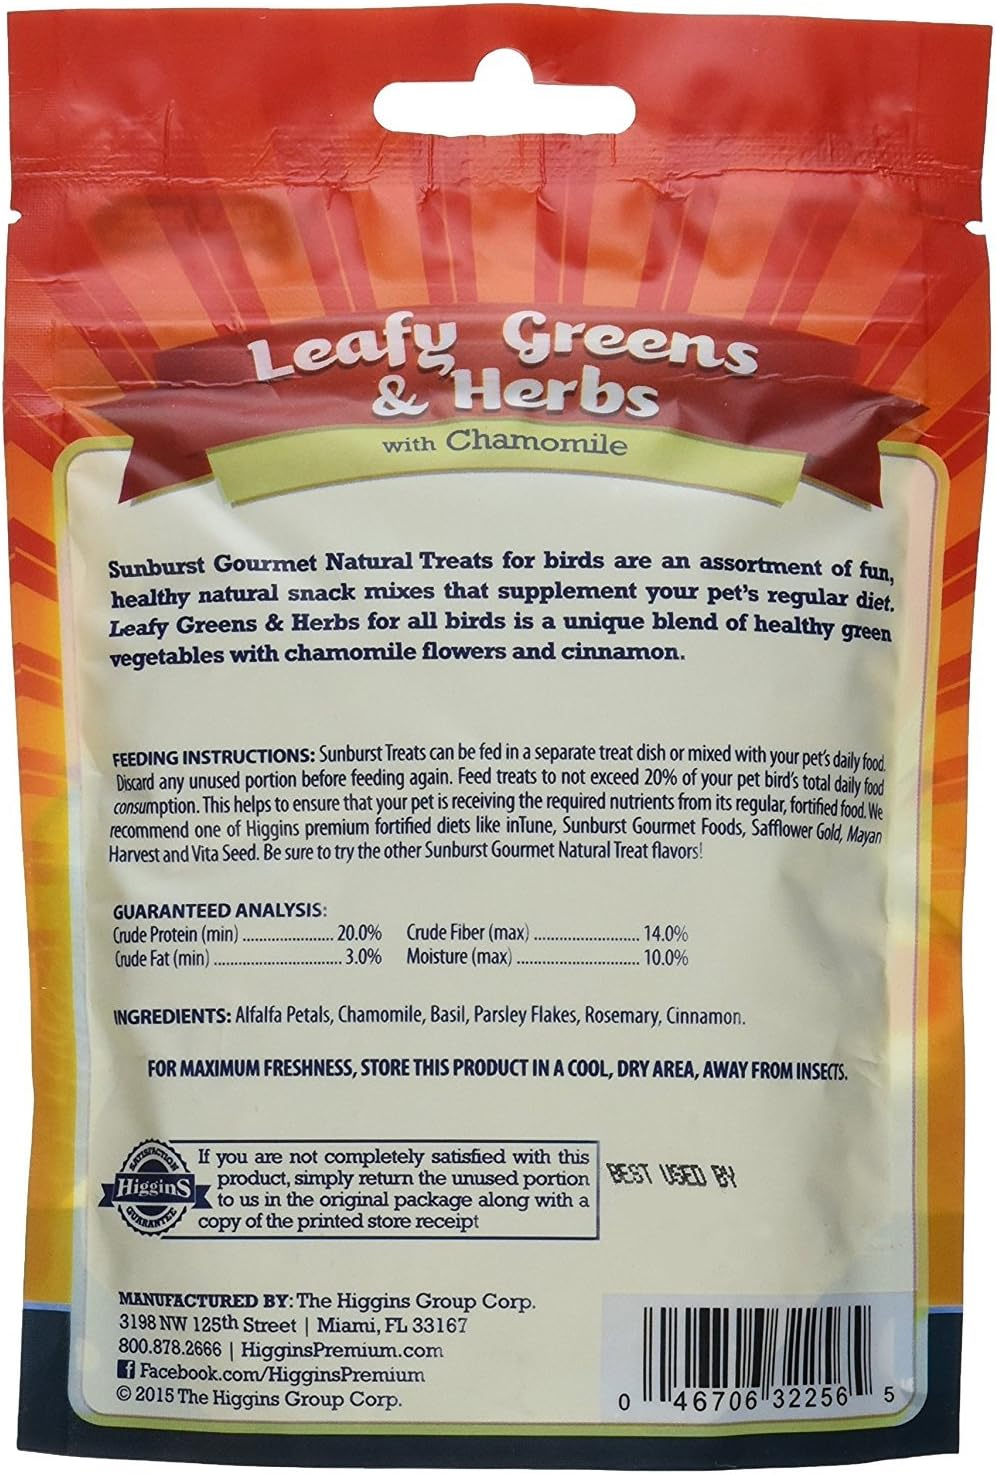 Leafy Greens
& Herbs
with Chamomile
Sunburst Gourmet Natural Treats for birds are an assortment of fun,
healthy natural snack mixes that supplement your pet's regular diet.
Leafy Greens & Herbs for all birds is a unique blend of healthy green
vegetables with chamomile flowers and cinnamon.
FEEDING INSTRUCTIONS: Sunburst Treats can be fed in a separate treat dish or mixed with your pet's daily food.
Discard any unused portion before feeding again. Feed treats to not exceed 20% of your pet bird's total daily food
consumption. This helps to ensure that your pet is receiving the required nutrients from its regular, fortified food. We
recommend one of Higgins premium fortified diets like inTune, Sunburst Gourmet Foods, Safflower Gold, Mayan
Harvest and Vita Seed. Be sure to try the other Sunburst Gourmet Natural Treat flavors!
GUARANTEED ANALYSIS:
Crude Protein (min) ...................... 20.0% Crude Fiber (max) .......................... 14.0%
Crude Fat (min) ............................... 3.0% Moisture (max) .............................. 10.0%
INGREDIENTS: Alfalfa Petals, Chamomile, Basil, Parsley Flakes, Rosemary, Cinnamon.
FOR MAXIMUM FRESHNESS, STORE THIS PRODUCT IN A COOL, DRY AREA, AWAY FROM INSECTS.
SATISFACTION
HigginS
GUARANTEE
If you are not completely satisfied with this
product, simply return the unused portion
to us in the original package along with a
copy of the printed store receipt
BEST USED BY
MANUFACTURED BY: The Higgins Group Corp.
3198 NW 125th Street | Miami, FL 33167
800.878.2666 | HigginsPremium.com
f Facebook.com/HigginsPremium
© 2015 The Higgins Group Corp.
0 46706 32256 5